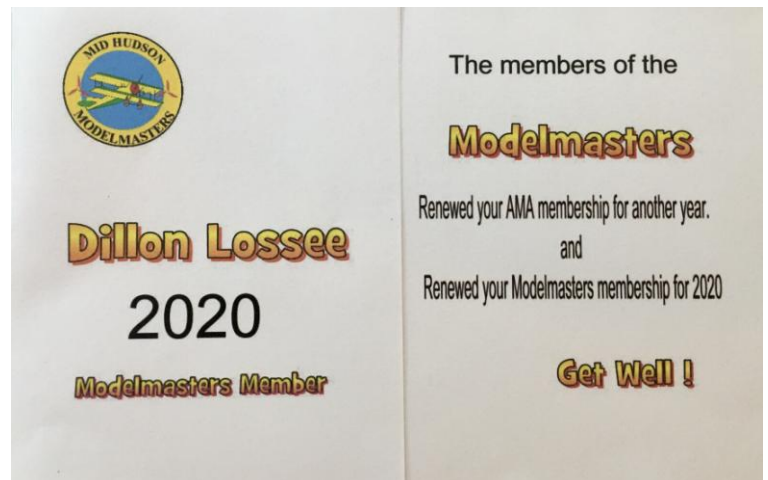 MID HUDSON
MODELMASTERS
Dillon Lossee
2020
Modelmasters Member
The members of the
Modelmasters
Renewed your AMA membership for another year.
and
Renewed your Modelmasters membership for 2020
Get Well !